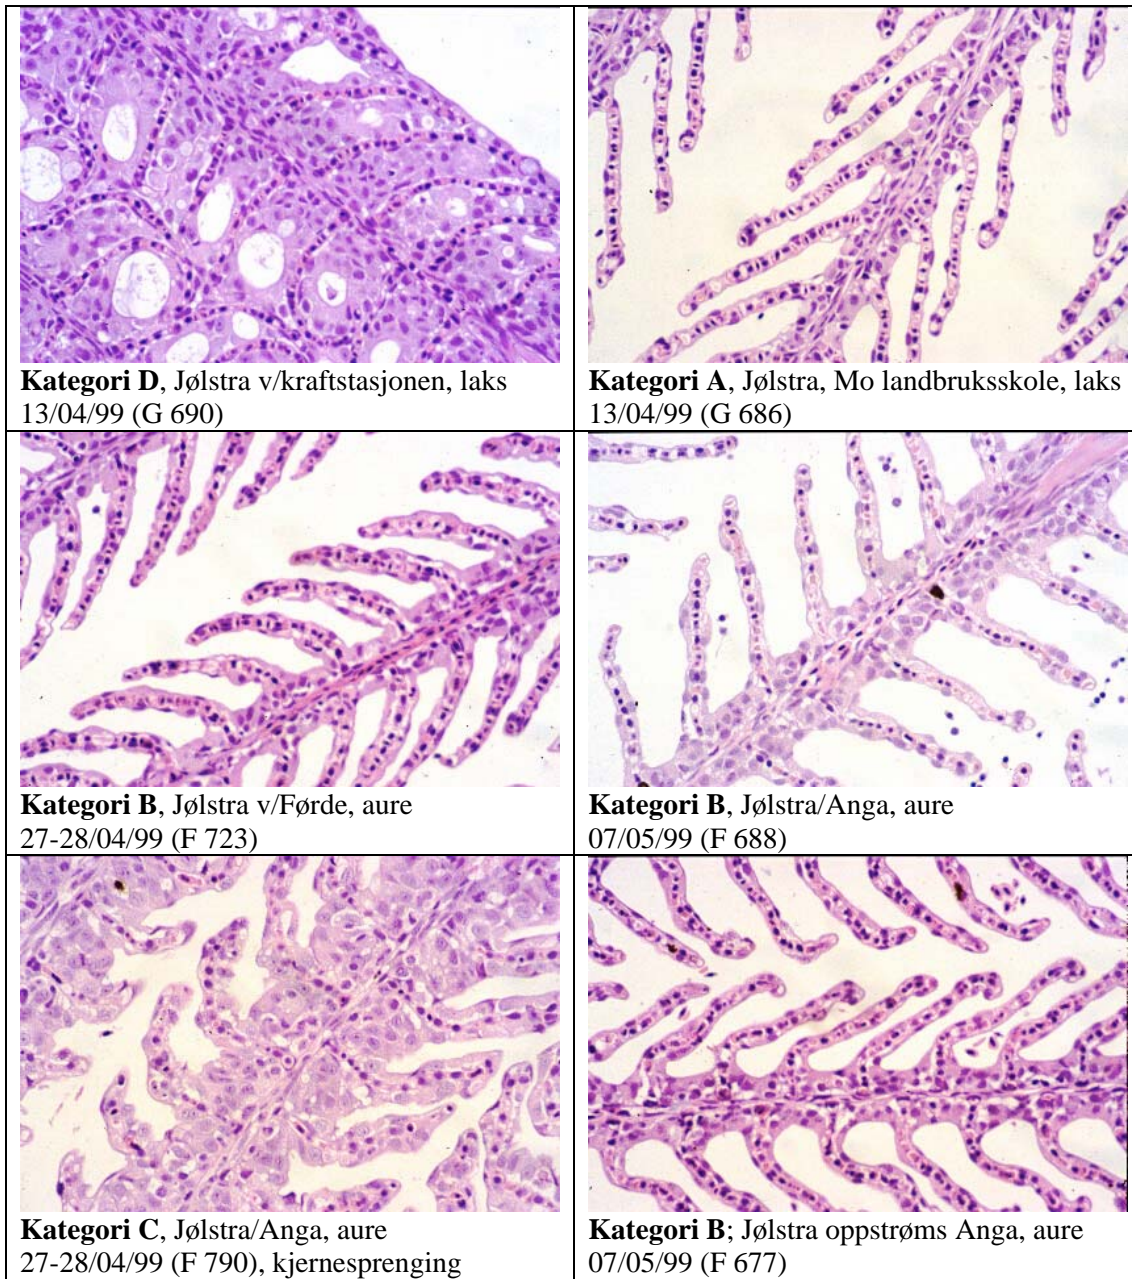 Kategori D, Jølstra v/kraftstasjonen, laks
13/04/99 (G 690)
Kategori A, Jølstra, Mo landbruksskole, laks
13/04/99 (G 686)
Kategori B, Jølstra v/Førde, aure
27-28/04/99 (F 723)
Kategori B, Jølstra/Anga, aure
07/05/99 (F 688)
Kategori C, Jølstra/Anga, aure
27-28/04/99 (F 790), kjernesprenging
Kategori B; Jølstra oppstrøms Anga, aure
07/05/99 (F 677)